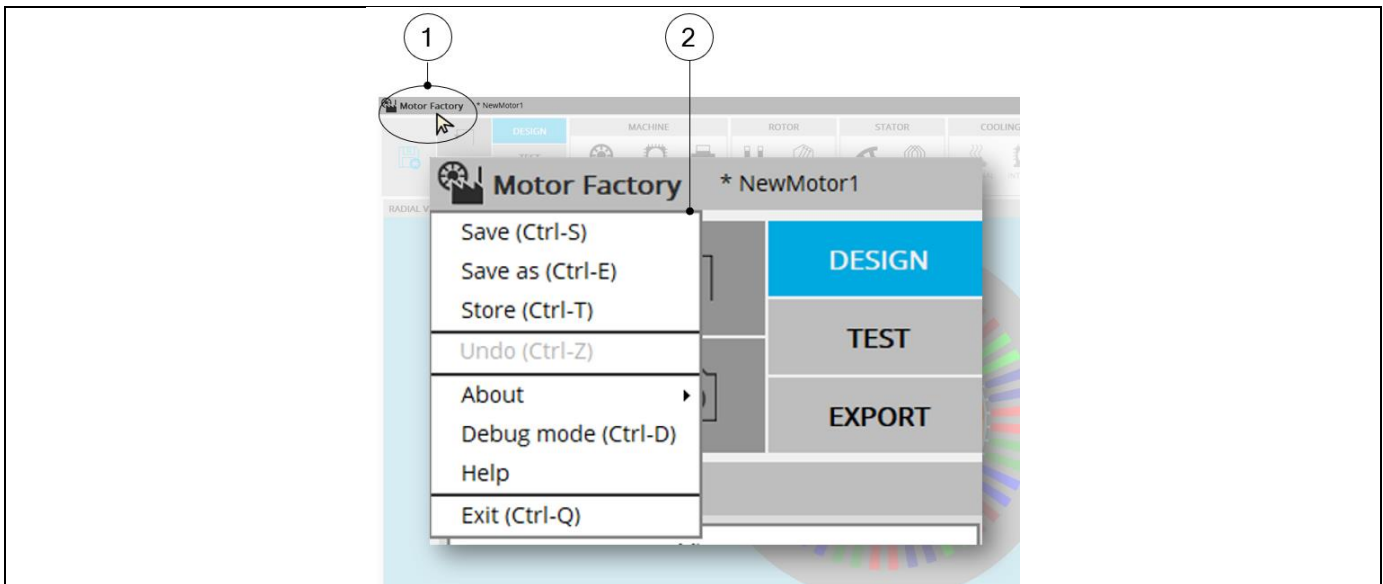 1
2
Motor Factory * NewMotor1
DESIGN MACHINE ROTOR STATOR COOLING
RADIAL V
Motor Factory * NewMotor1
Save (Ctrl-S)
Save as (Ctrl-E)
Store (Ctrl-T)
Undo (Ctrl-Z)
About
Debug mode (Ctrl-D)
Help
Exit (Ctrl-Q)
DESIGN
TEST
EXPORT